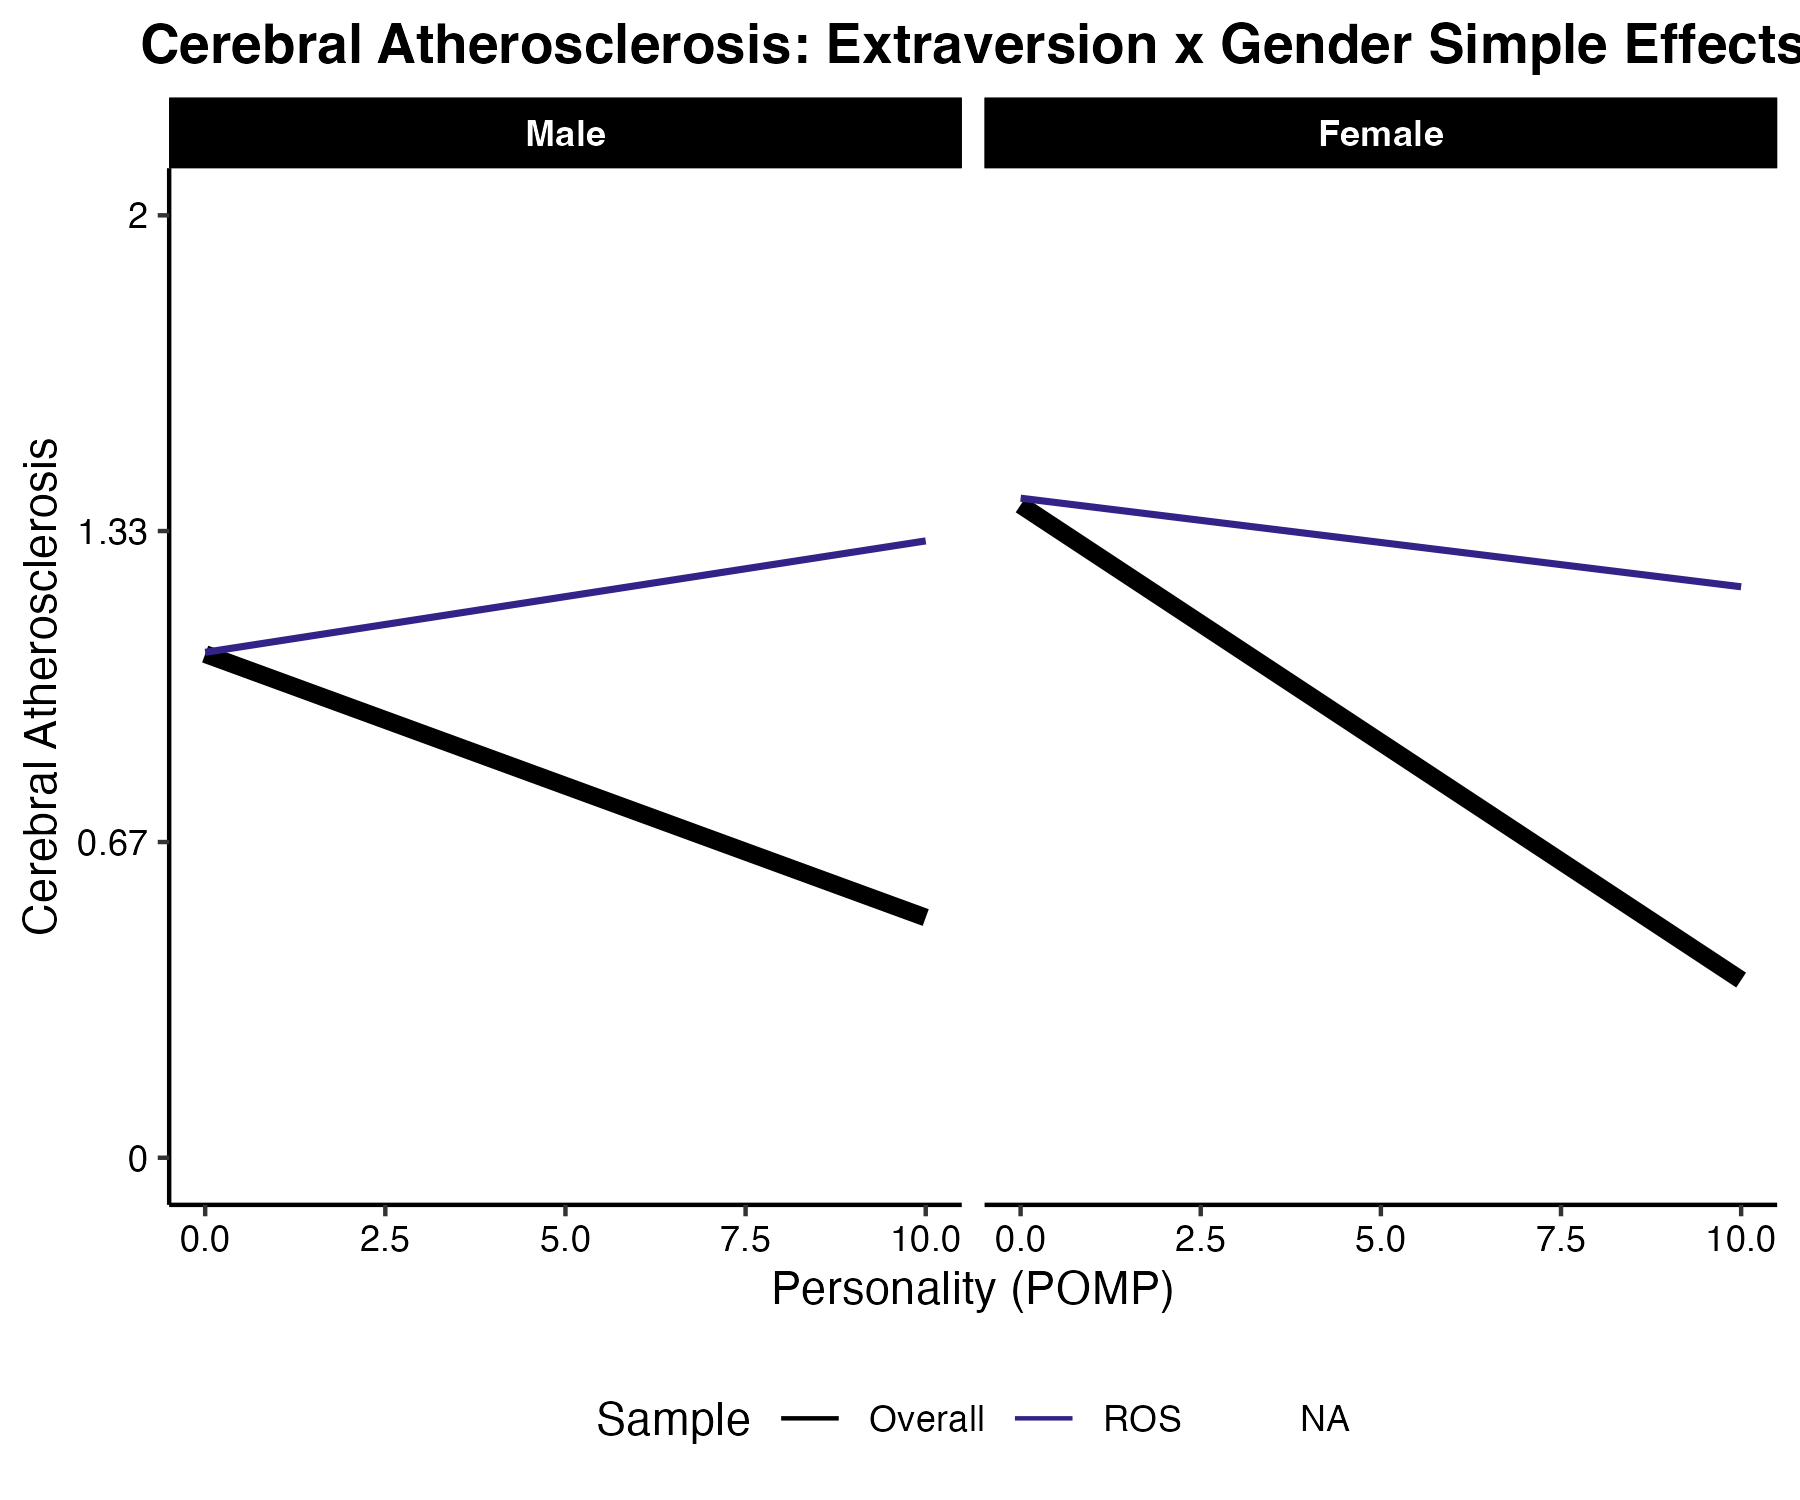 Cerebral Atherosclerosis: Extraversion x Gender Simple Effects
Male
Female
Cerebral Atherosclerosis
2
1.33
0.67
0
0.0 2.5 5.0 7.5 10.0
0.0 2.5 5.0 7.5 10.0
Personality (POMP)
Sample Overall ROS NA